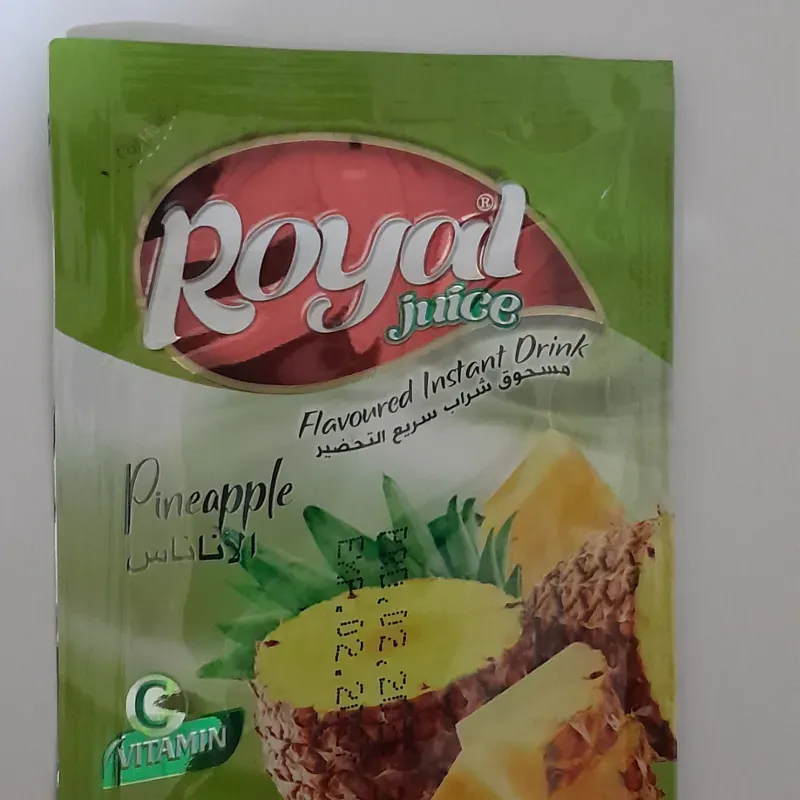 Royal®
juice
Flavoured Instant Drink
مسحوق شراب سريع التحضير
Pineapple
الأناناس
C
VITAMIN